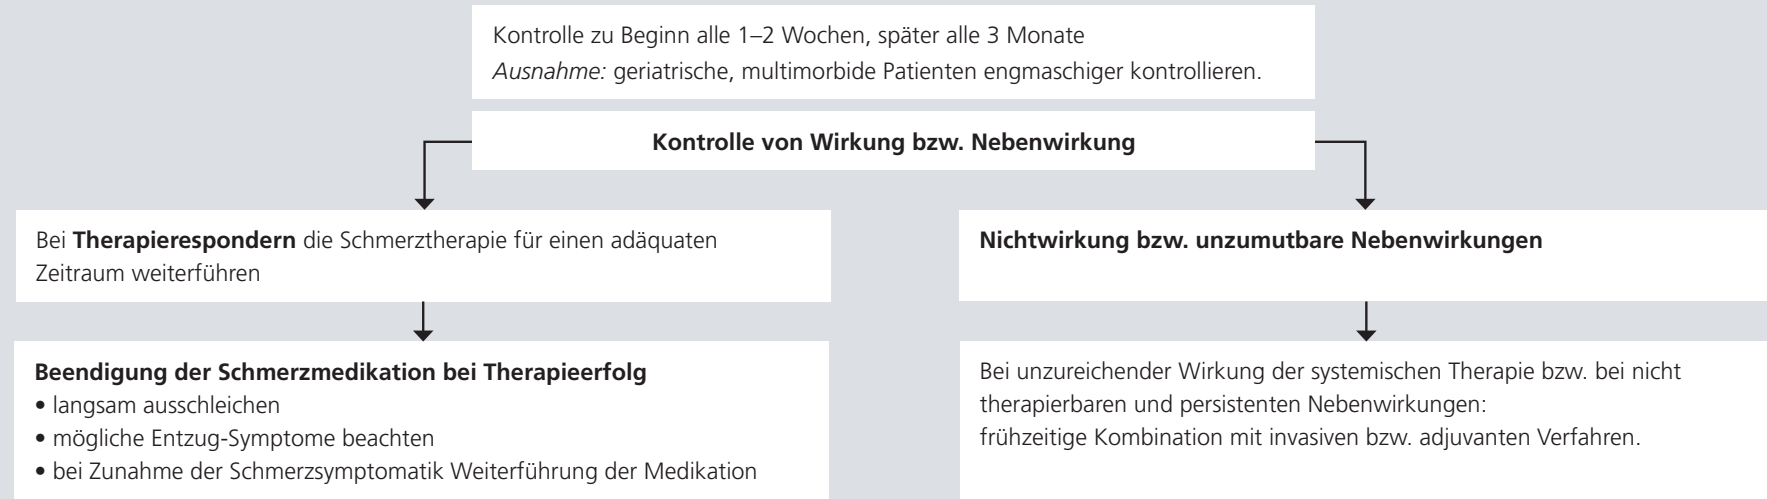 Kontrolle zu Beginn alle 1–2 Wochen, später alle 3 Monate
Ausnahme: geriatrische, multimorbide Patienten engmaschiger kontrollieren.
Kontrolle von Wirkung bzw. Nebenwirkung
Bei Therapierespondern die Schmerztherapie für einen adäquaten
Zeitraum weiterführen
Nichtwirkung bzw. unzumutbare Nebenwirkungen
Beendigung der Schmerzmedikation bei Therapieerfolg
• langsam ausschleichen
• mögliche Entzug-Symptome beachten
• bei Zunahme der Schmerzsymptomatik Weiterführung der Medikation
Bei unzureichender Wirkung der systemischen Therapie bzw. bei nicht
therapierbaren und persistenten Nebenwirkungen:
frühzeitige Kombination mit invasiven bzw. adjuvanten Verfahren.